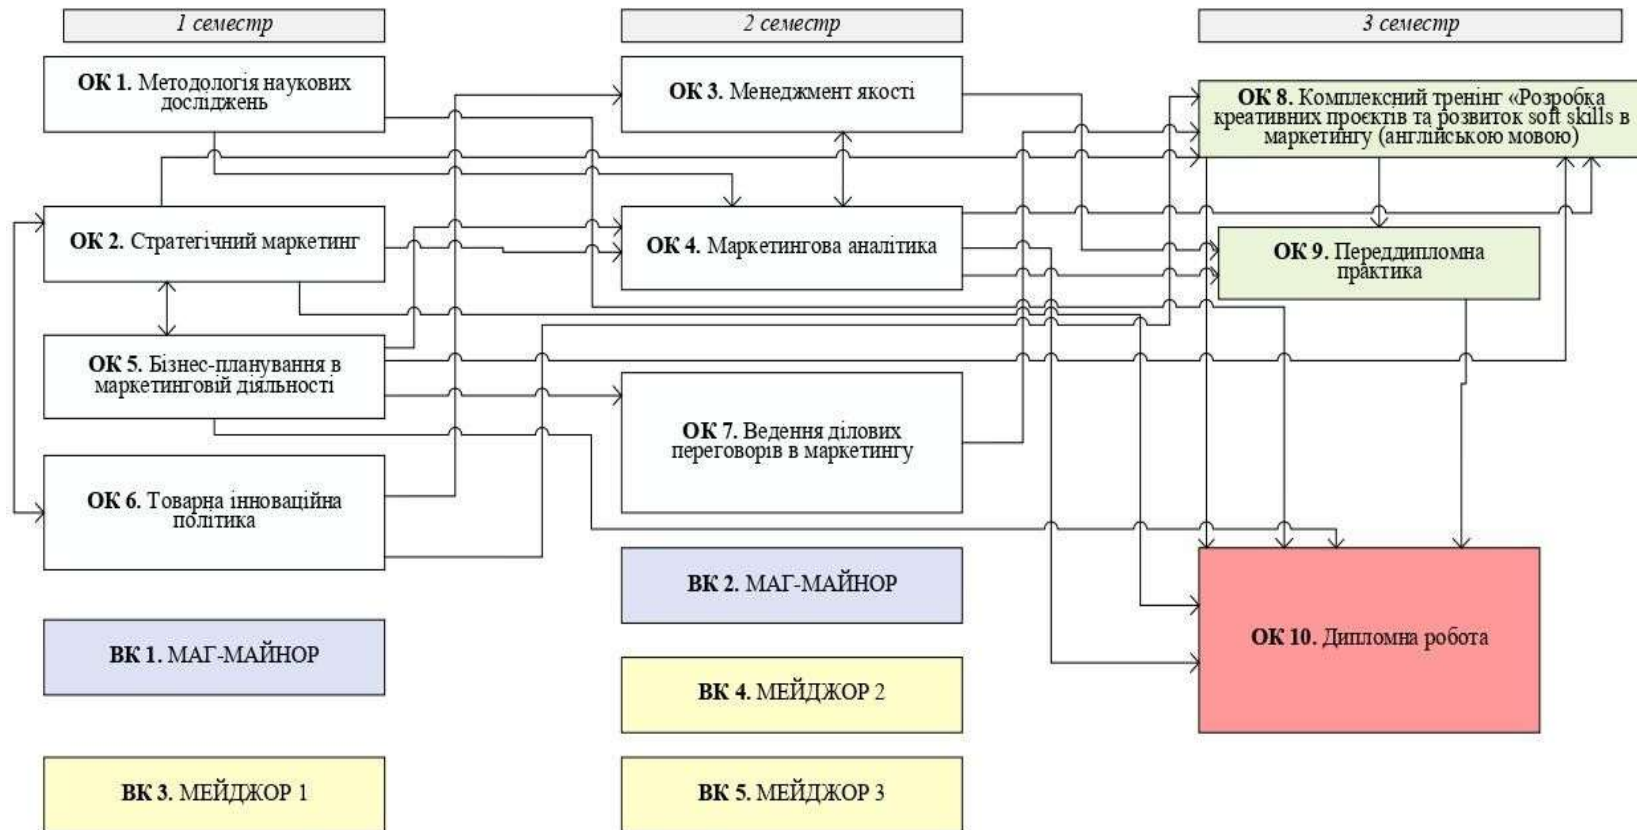 1 семестр
2 семестр
3 семестр
ОК 1. Методологія наукових
досліджень
ОК 2. Стратегічний маркетинг
ОК 5. Бізнес-планування в
маркетинговій діяльності
ОК 6. Товарна інноваційна
політика
ВК 1. МАГ-МАЙНОР
ВК 3. МЕЙДЖОР 1
ОК 3. Менеджмент якості
ОК 4. Маркетингова аналітика
ОК 7. Ведення ділових
переговорів в маркетингу
ВК 2. МАГ-МАЙНОР
ВК 4. МЕЙДЖОР 2
ВК 5. МЕЙДЖОР 3
ОК 8. Комплексний тренінг «Розробка
креативних проєктів та розвиток soft skills в
маркетингу (англійською мовою)
ОК 9. Переддипломна
практика
ОК 10. Дипломна робота